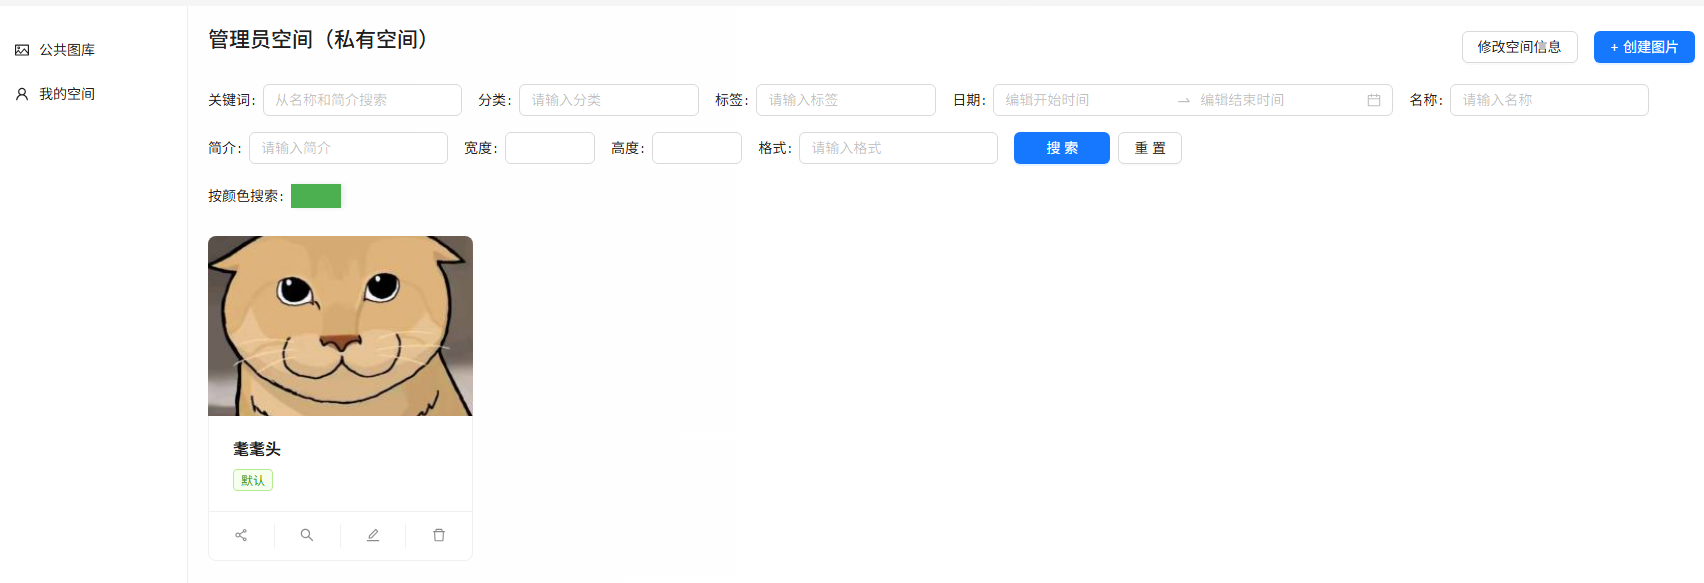 公共图库
我的空间
管理员空间（私有空间）
修改空间信息
+ 创建图片
关键词： 从名称和简介搜索 分类： 请输入分类 标签： 请输入标签 日期： 编辑开始时间 → 编辑结束时间 名称： 请输入名称
简介： 请输入简介 宽度： 高度： 格式： 请输入格式 搜 索 重 置
按颜色搜索：
耄耄头
默认